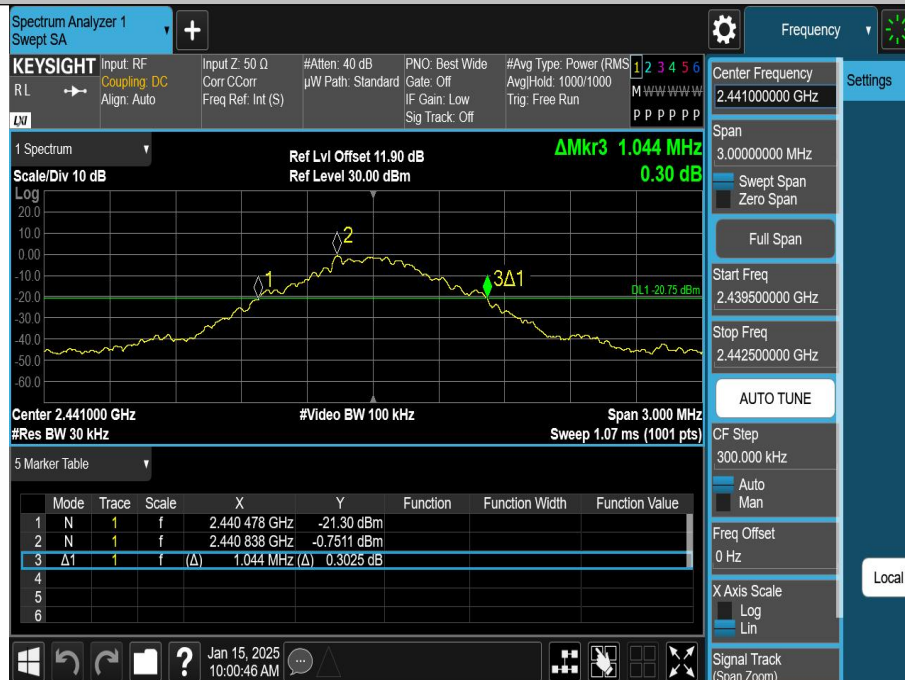 Spectrum Analyzer 1
Swept SA
+
Frequency
KEYSIGHT
RL
LXI
Input: RF
Coupling: DC
Align: Auto
Input Z: 50 Ω
Corr CCorr
Freq Ref: Int (S)
#Atten: 40 dB
µW Path: Standard
PNO: Best Wide
Gate: Off
IF Gain: Low
Sig Track: Off
#Avg Type: Power (RMS
Avg|Hold: 1000/1000
Trig: Free Run
1 2 3 4 5 6
M W W W W W
P P P P P P
1 Spectrum
Scale/Div 10 dB
Ref Lvl Offset 11.90 dB
Ref Level 30.00 dBm
ΔMkr3 1.044 MHz
0.30 dB
Log
20.0
10.0
0.00
-10.0
-20.0
-30.0
-40.0
-50.0
-60.0
1
2
3Δ1
DL1 -20.75 dBm
Center 2.441000 GHz
#Video BW 100 kHz
Span 3.000 MHz
#Res BW 30 kHz
Sweep 1.07 ms (1001 pts)
5 Marker Table
Mode Trace Scale X Y Function Function Width Function Value
1 N 1 f 2.440 478 GHz -21.30 dBm
2 N 1 f 2.440 838 GHz -0.7511 dBm
3 Δ1 1 f (Δ) 1.044 MHz (Δ) 0.3025 dB
4
5
6
?
Jan 15, 2025
10:00:46 AM
Center Frequency
2.441000000 GHz
Span
3.00000000 MHz
Swept Span
Zero Span
Full Span
Start Freq
2.439500000 GHz
Stop Freq
2.442500000 GHz
AUTO TUNE
CF Step
300.000 kHz
Auto
Man
Freq Offset
0 Hz
X Axis Scale
Log
Lin
Signal Track
(Span Zoom)
Settings
Local